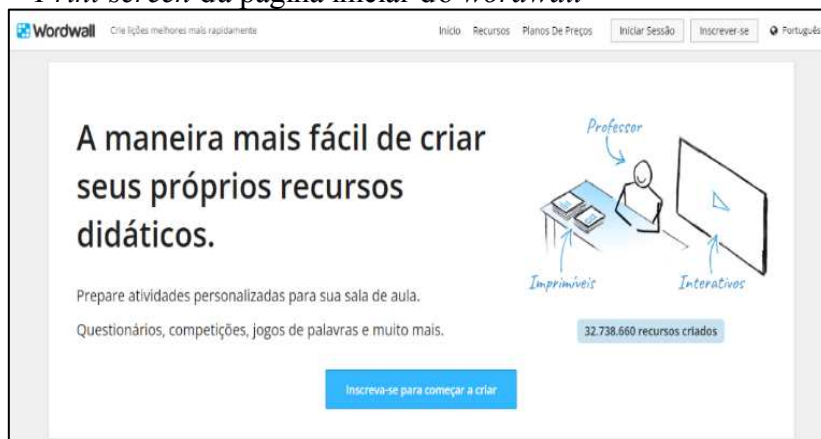 Print screen da página inicial do wordwall
Wordwall Crie lições melhores mais rapidamente Início Recursos Planos De Preços Iniciar Sessão Inscrever-se Português
A maneira mais fácil de criar
seus próprios recursos
didáticos.
Professor
Imprimíveis
Interativos
Prepare atividades personalizadas para sua sala de aula.
Questionários, competições, jogos de palavras e muito mais.
32.738.660 recursos criados
Inscreva-se para começar a criar